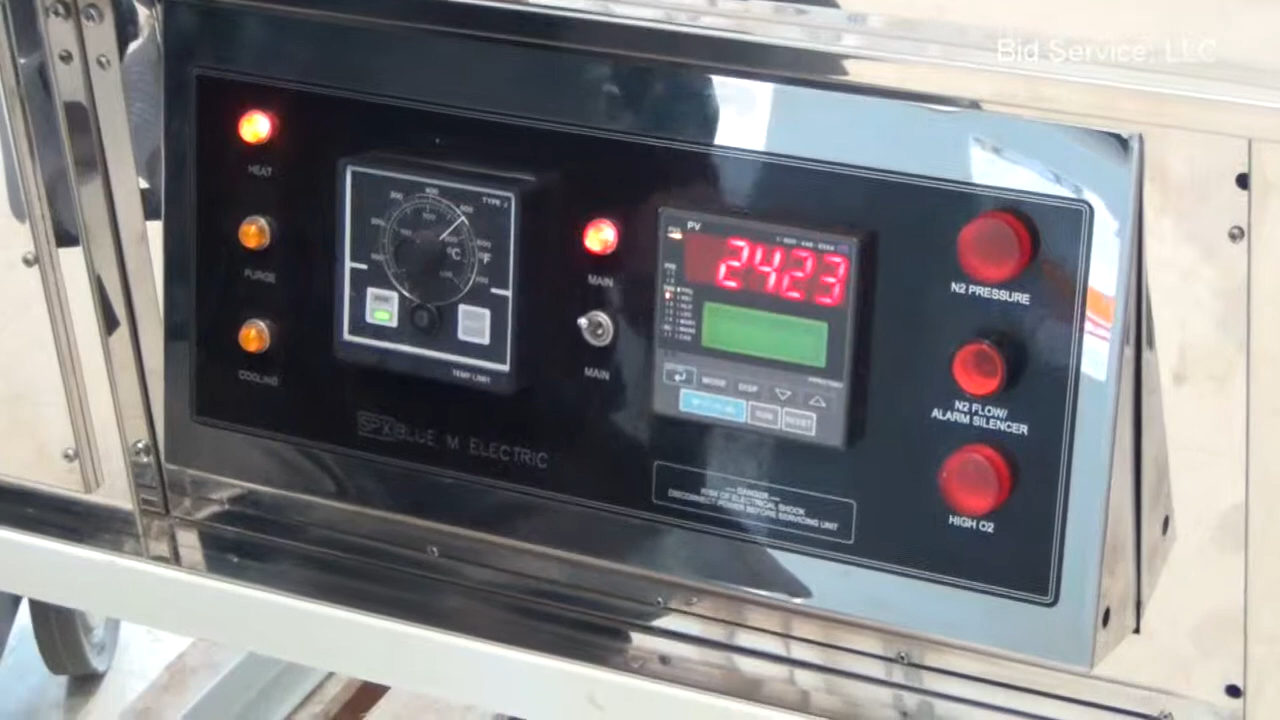 Bid Service, LLC
HEAT
PURGE
COOLING
TYPE J
°C
°F
TEMP LIMIT
MAIN
MAIN
SPX BLUE M ELECTRIC
PV
2423
MODE
DISP
RUN
RESET
DANGER
RISK OF ELECTRICAL SHOCK
DISCONNECT POWER BEFORE SERVICING UNIT
N2 PRESSURE
N2 FLOW/
ALARM SILENCER
HIGH O2